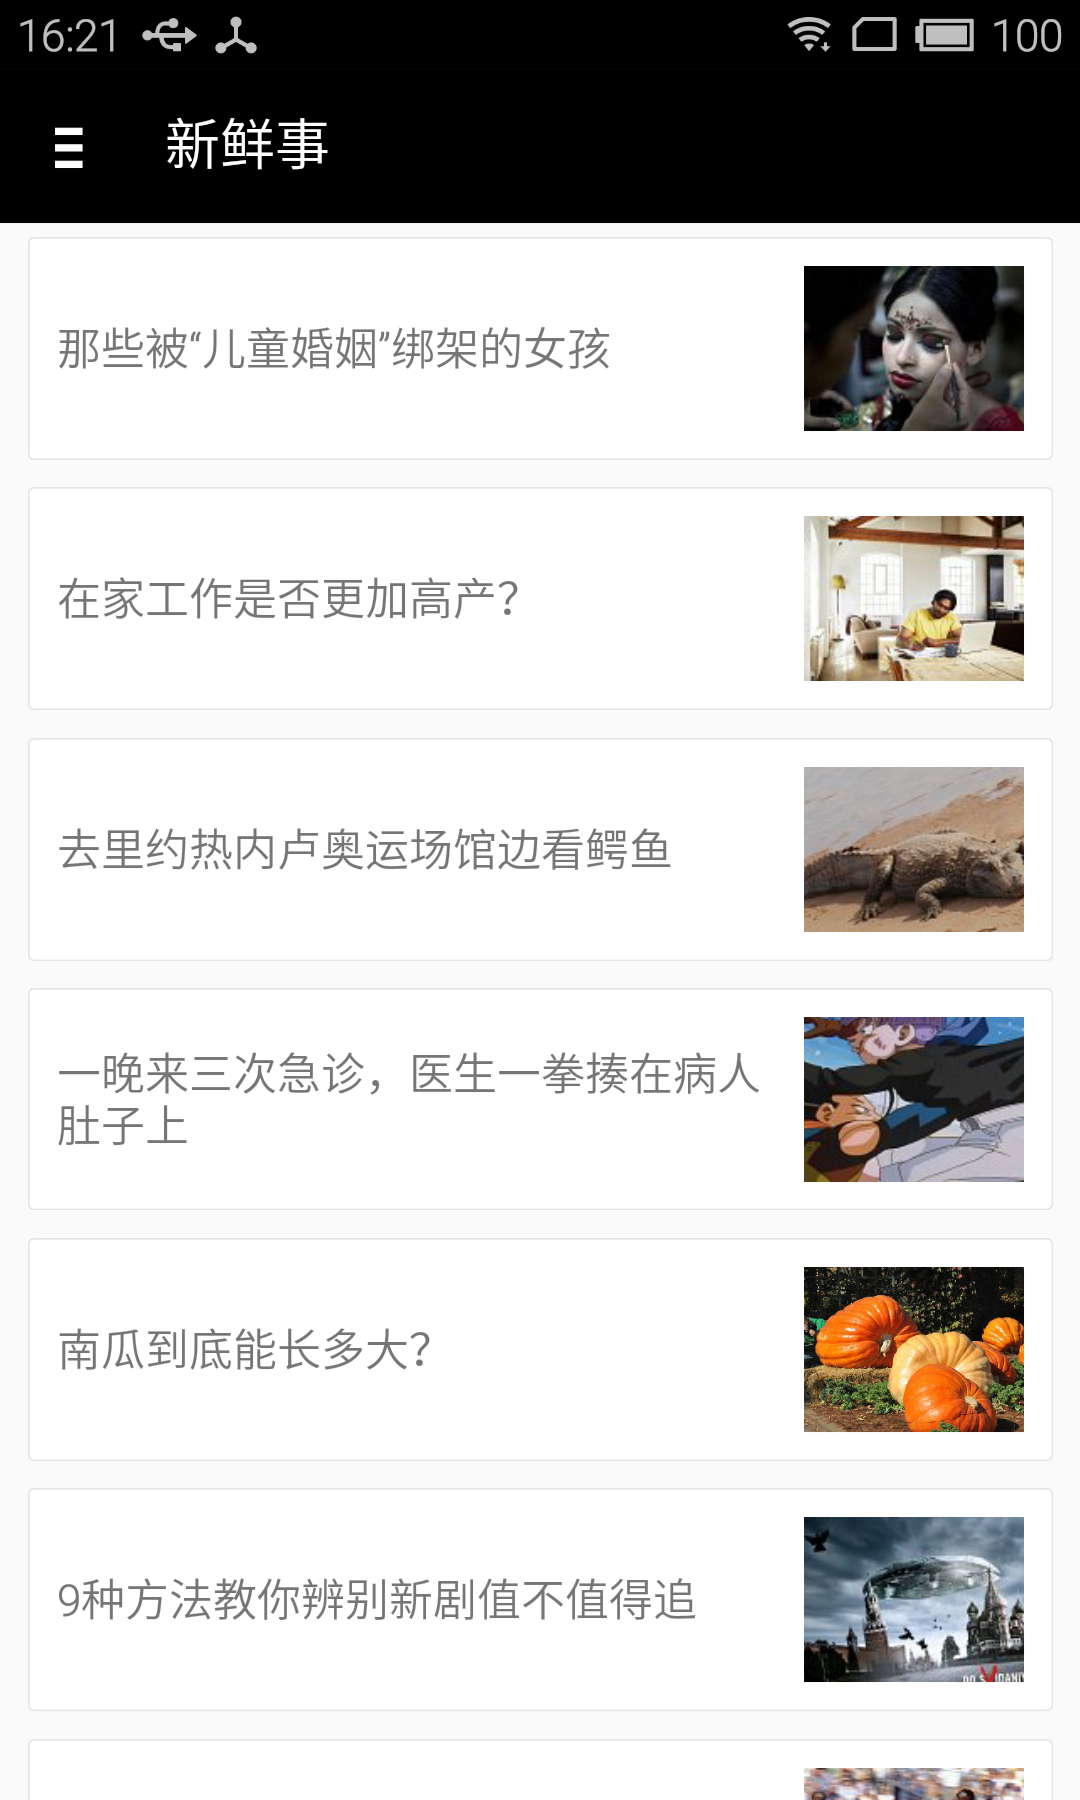 16:21
100
新鲜事
那些被“儿童婚姻”绑架的女孩
在家工作是否更加高产？
去里约热内卢奥运场馆边看鳄鱼
一晚来三次急诊，医生一拳揍在病人
肚子上
南瓜到底能长多大？
9种方法教你辨别新剧值不值得追